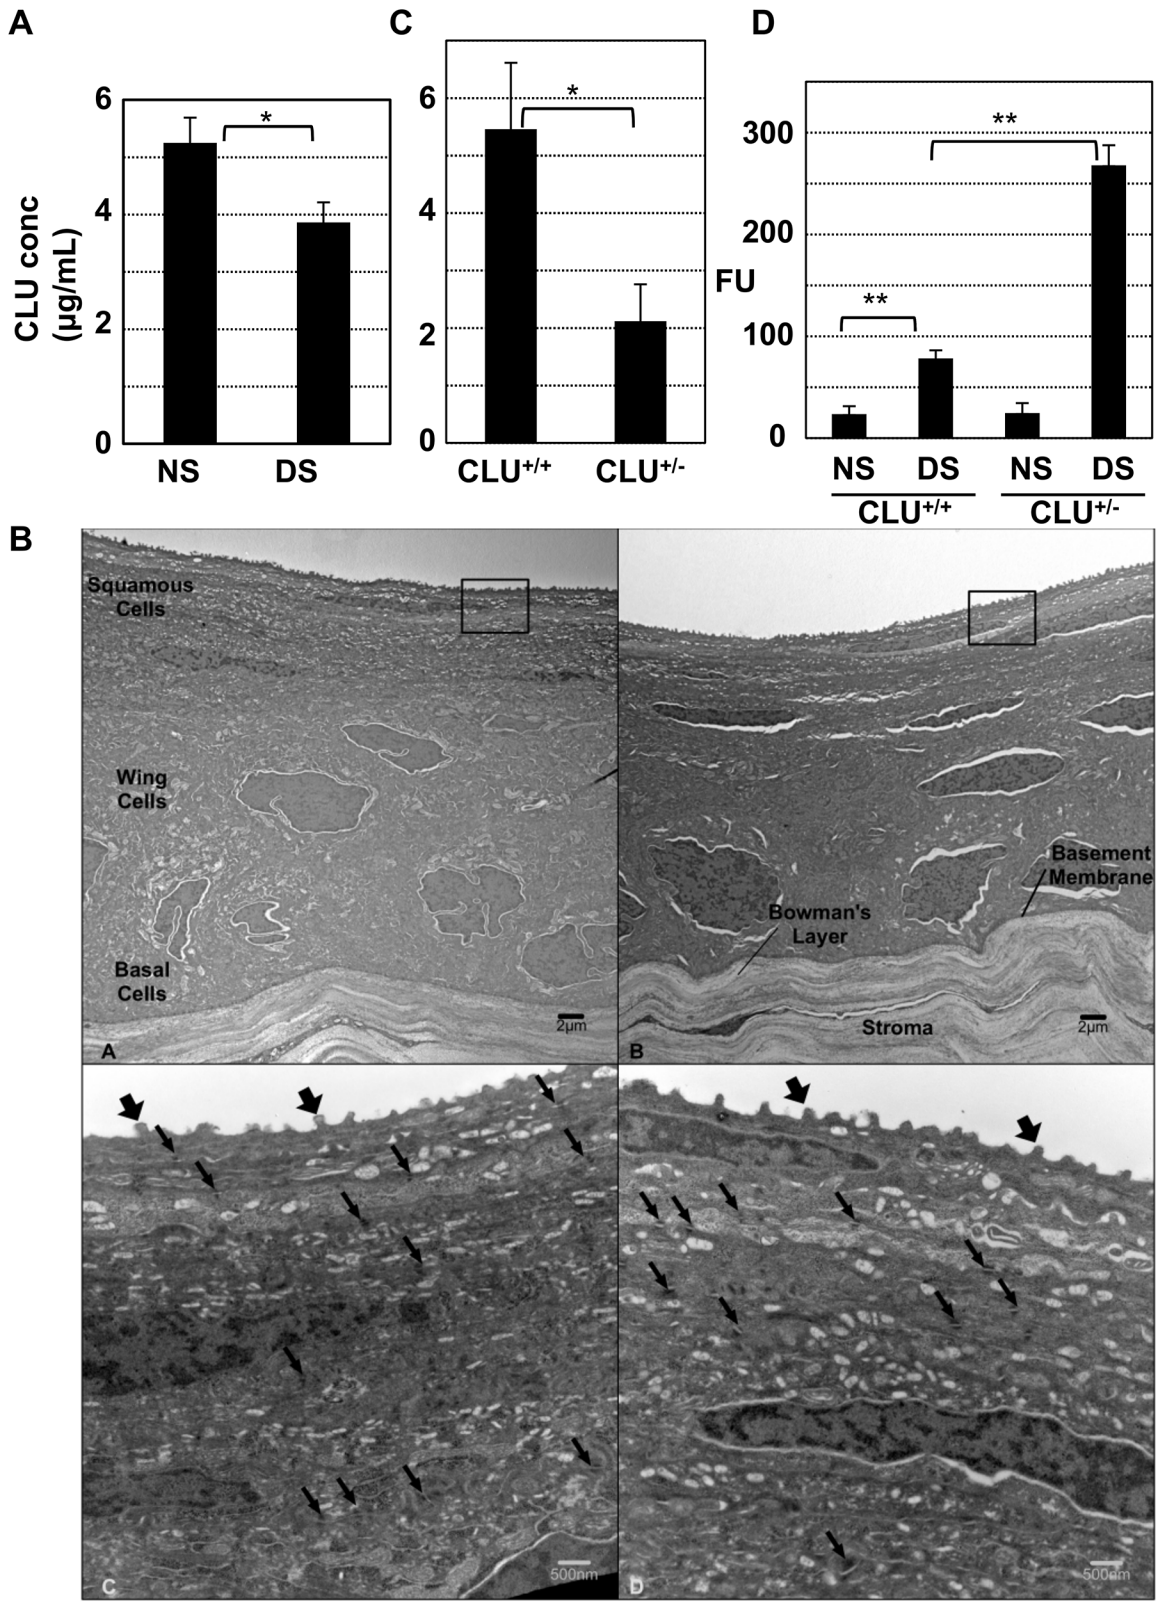 A
C
D
6
4
2
0
CLU conc
(µg/mL)
*
NS
DS
6
4
2
0
*
CLU+/+
CLU+/-
300
200
100
0
FU
**
**
NS
DS
NS
DS
CLU+/+
CLU+/-
B
Squamous
Cells
Wing
Cells
Basal
Cells
2µm
A
Basement
Membrane
Bowman's
Layer
Stroma
2µm
B
500nm
C
500nm
D